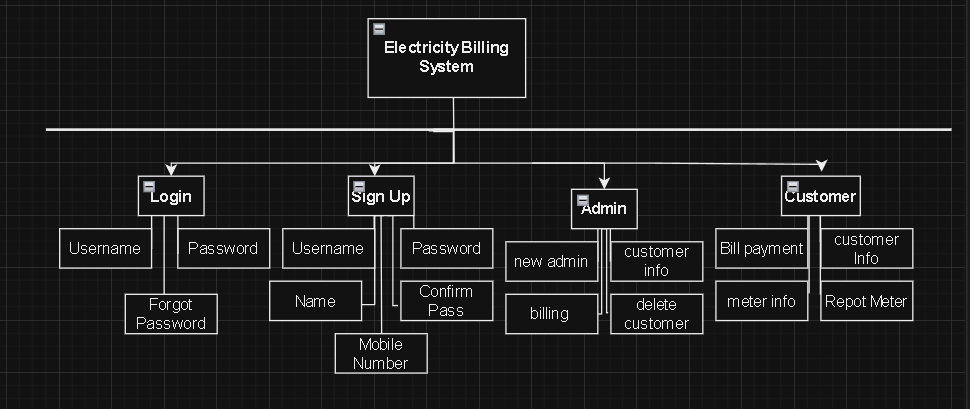 Electricity Billing
System
Login
Username
Password
Forgot
Password
Sign Up
Username
Password
Name
Confirm
Pass
Mobile
Number
Admin
new admin
customer
info
billing
delete
customer
Customer
Bill payment
customer
Info
meter info
Repot Meter